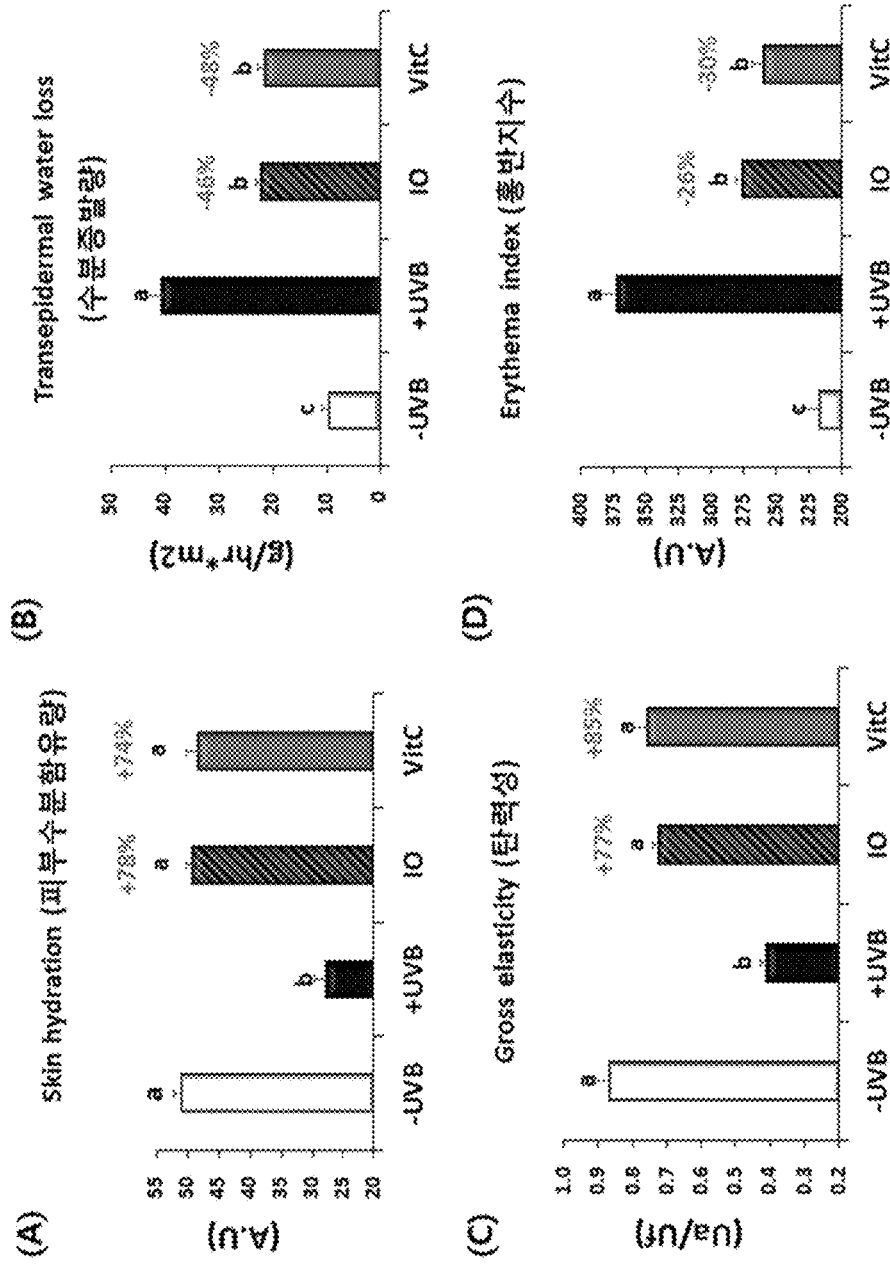 (A)
Skin hydration (피부수분함유량)
(A.U)
55
50
45
40
35
30
25
20
a
b
a
a
+78%
+74%
-UVB +UVB IO VitC
(B)
Transepidermal water loss
(수분증발량)
(g/hr*m2)
50
40
30
20
10
0
c
a
b
b
-46%
-48%
-UVB +UVB IO VitC
(C)
Gross elasticity (탄력성)
(Ua/Uf)
1.0
0.9
0.8
0.7
0.6
0.5
0.4
0.3
0.2
a
b
a
a
+77%
+85%
-UVB +UVB IO VitC
(D)
Erythema index (홍반지수)
(A.U)
400
375
350
325
300
275
250
225
200
c
a
b
b
-26%
-30%
-UVB +UVB IO VitC